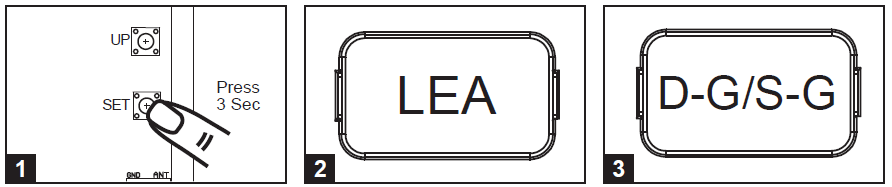 UP
SET
Press
3 Sec
GND ANT
1
LEA
2
D-G/S-G
3